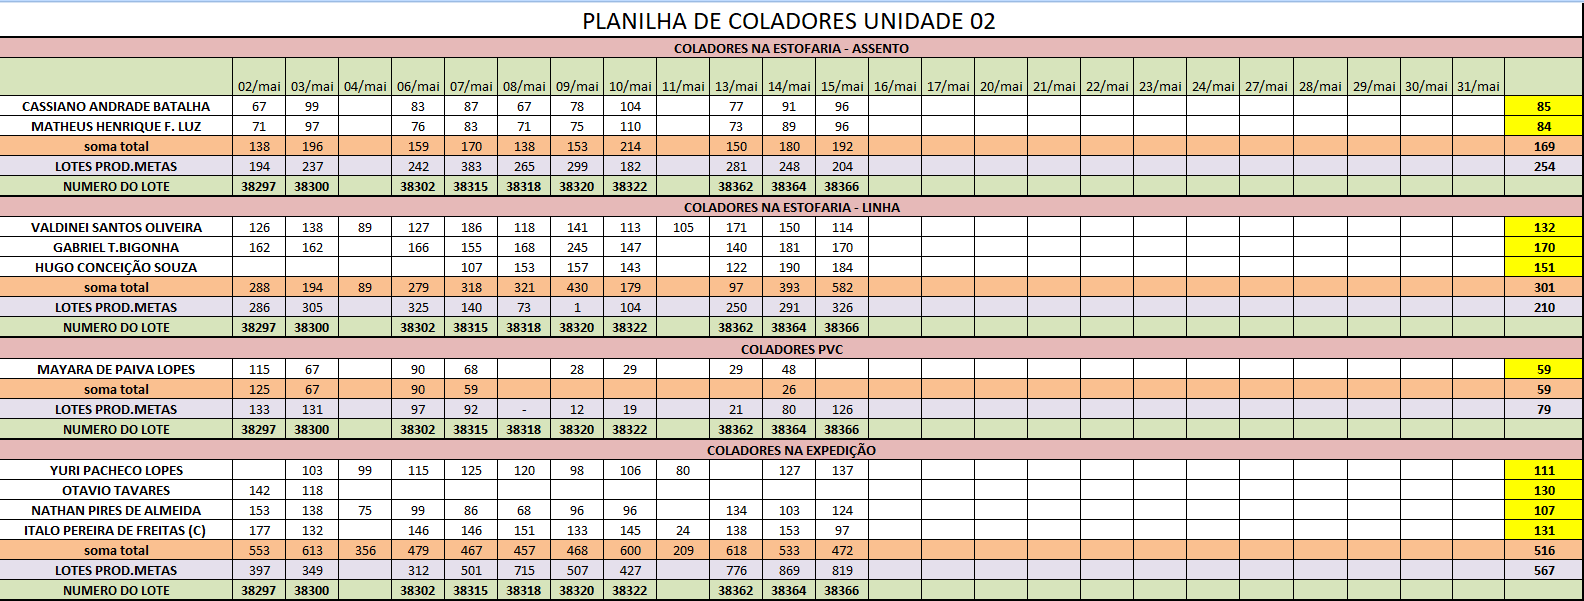 PLANILHA DE COLADORES UNIDADE 02
COLADORES NA ESTOFARIA - ASSENTO
02/mai 03/mai 04/mai 06/mai 07/mai 08/mai 09/mai 10/mai 11/mai 13/mai 14/mai 15/mai 16/mai 17/mai 20/mai 21/mai 22/mai 23/mai 24/mai 27/mai 28/mai 29/mai 30/mai 31/mai
CASSIANO ANDRADE BATALHA 67 99 83 87 67 78 104 77 91 96 85
MATHEUS HENRIQUE F. LUZ 71 97 76 83 71 75 110 73 89 96 84
soma total 138 196 159 170 138 153 214 150 180 192 169
LOTES PROD.METAS 194 237 242 383 265 299 182 281 248 204 254
NUMERO DO LOTE 38297 38300 38302 38315 38318 38320 38322 38362 38364 38366
COLADORES NA ESTOFARIA - LINHA
VALDINEI SANTOS OLIVEIRA 126 138 89 127 186 118 141 113 105 171 150 114 132
GABRIEL T.BIGONHA 162 162 166 155 168 245 147 140 181 170 170
HUGO CONCEIÇÃO SOUZA 107 153 157 143 122 190 184 151
soma total 288 194 89 279 318 321 430 179 97 393 582 301
LOTES PROD.METAS 286 305 325 140 73 1 104 250 291 326 210
NUMERO DO LOTE 38297 38300 38302 38315 38318 38320 38322 38362 38364 38366
COLADORES PVC
MAYARA DE PAIVA LOPES 115 67 90 68 28 29 29 48 59
soma total 125 67 90 59 26 59
LOTES PROD.METAS 133 131 97 92 - 12 19 21 80 126 79
NUMERO DO LOTE 38297 38300 38302 38315 38318 38320 38322 38362 38364 38366
COLADORES NA EXPEDIÇÃO
YURI PACHECO LOPES 103 99 115 125 120 98 106 80 127 137 111
OTAVIO TAVARES 142 118 130
NATHAN PIRES DE ALMEIDA 153 138 75 99 86 68 96 96 134 103 124 107
ITALO PEREIRA DE FREITAS (C) 177 132 146 146 151 133 145 24 138 153 97 131
soma total 553 613 356 479 467 457 468 600 209 618 533 472 516
LOTES PROD.METAS 397 349 312 501 715 507 427 776 869 819 567
NUMERO DO LOTE 38297 38300 38302 38315 38318 38320 38322 38362 38364 38366